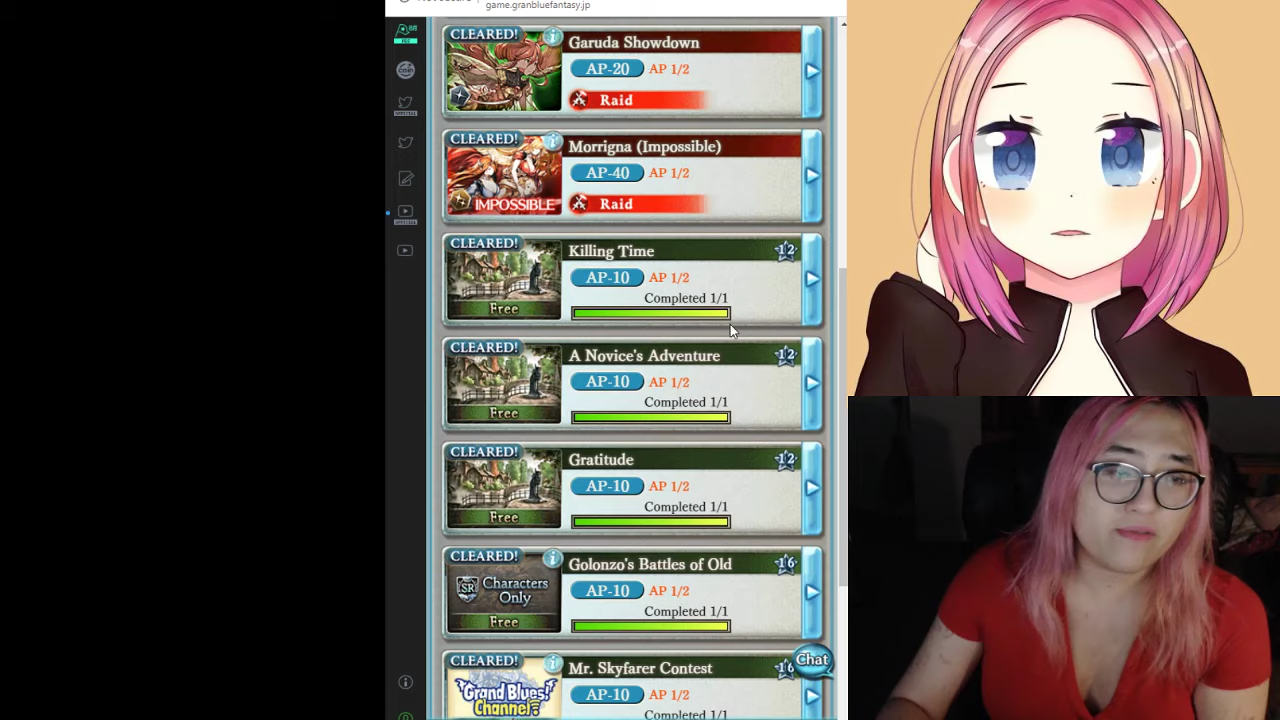 game.granbluefantasy.jp
CLEARED!
Garuda Showdown
AP-20 AP 1/2
Raid
CLEARED!
Morrigna (Impossible)
AP-40 AP 1/2
IMPOSSIBLE
Raid
CLEARED!
Killing Time
12
AP-10 AP 1/2
Completed 1/1
Free
CLEARED!
A Novice's Adventure
12
AP-10 AP 1/2
Completed 1/1
Free
CLEARED!
Gratitude
12
AP-10 AP 1/2
Completed 1/1
Free
CLEARED!
Golonzo's Battles of Old
16
SR Characters Only
AP-10 AP 1/2
Completed 1/1
Free
Chat
CLEARED!
Mr. Skyfarer Contest
16
Grand Blues! Channel
AP-10 AP 1/2
Completed 1/1